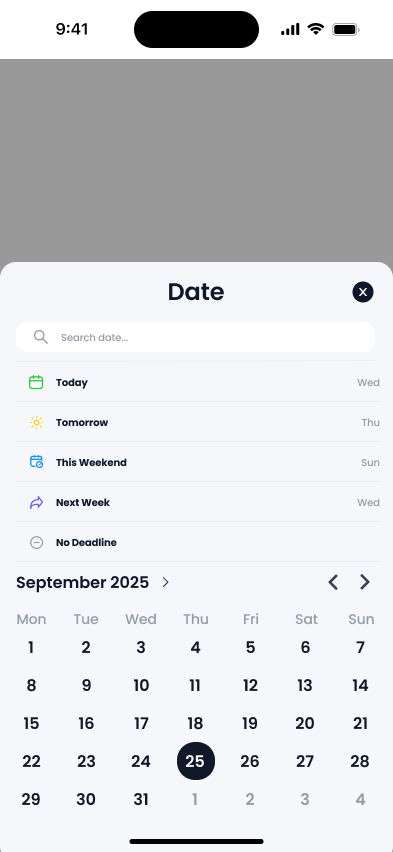 9:41
Date
X
Search date...
Today Wed
Tomorrow Thu
This Weekend Sun
Next Week Wed
No Deadline
September 2025
Mon Tue Wed Thu Fri Sat Sun
1 2 3 4 5 6 7
8 9 10 11 12 13 14
15 16 17 18 19 20 21
22 23 24 25 26 27 28
29 30 31 1 2 3 4